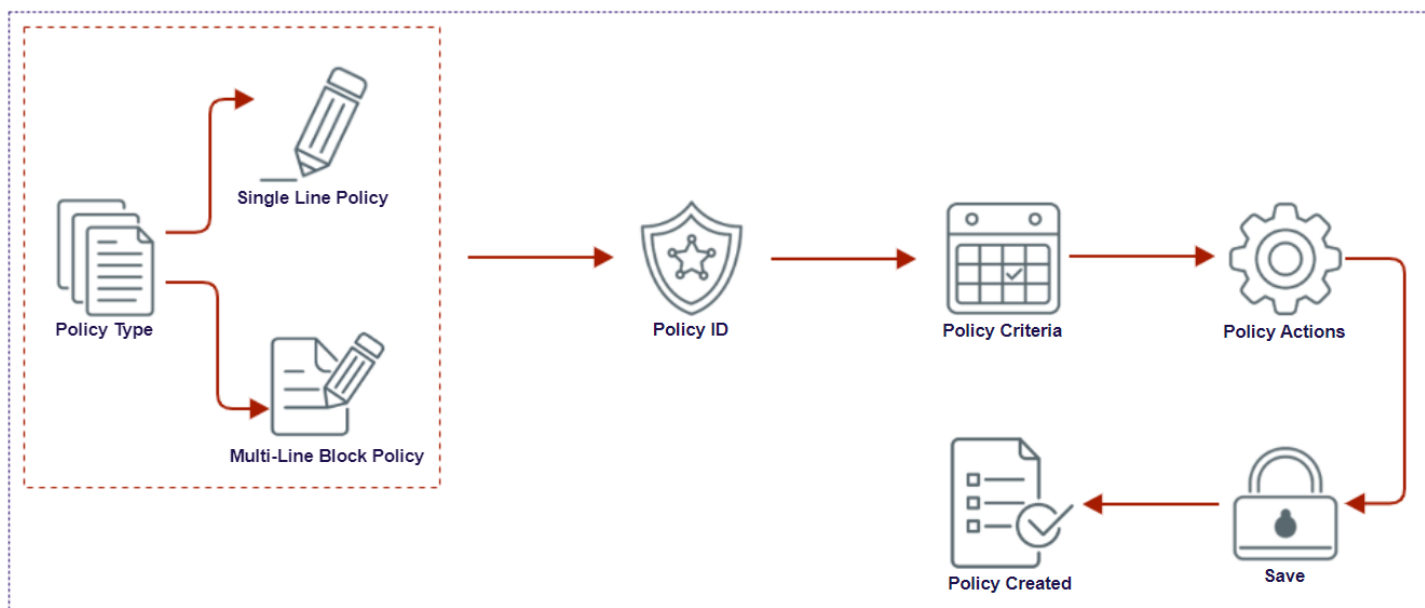 Single Line Policy
Policy Type
Multi-Line Block Policy
Policy ID
Policy Criteria
Policy Actions
Save
Policy Created